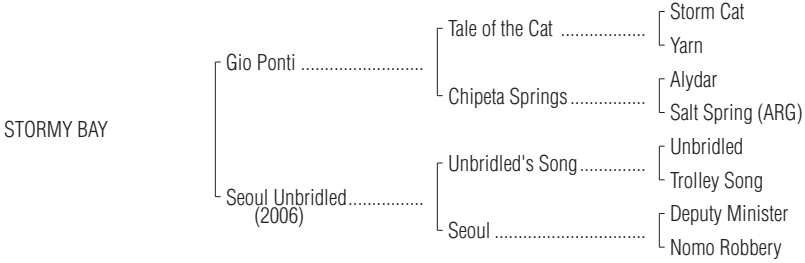 Storm Cat
Tale of the Cat ..................
Yarn
Gio Ponti ..........................
Alydar
Chipeta Springs................
Salt Spring (ARG)
STORMY BAY
Unbridled
Unbridled's Song..............
Trolley Song
Seoul Unbridled................
(2006)
Deputy Minister
Seoul ................................
Nomo Robbery